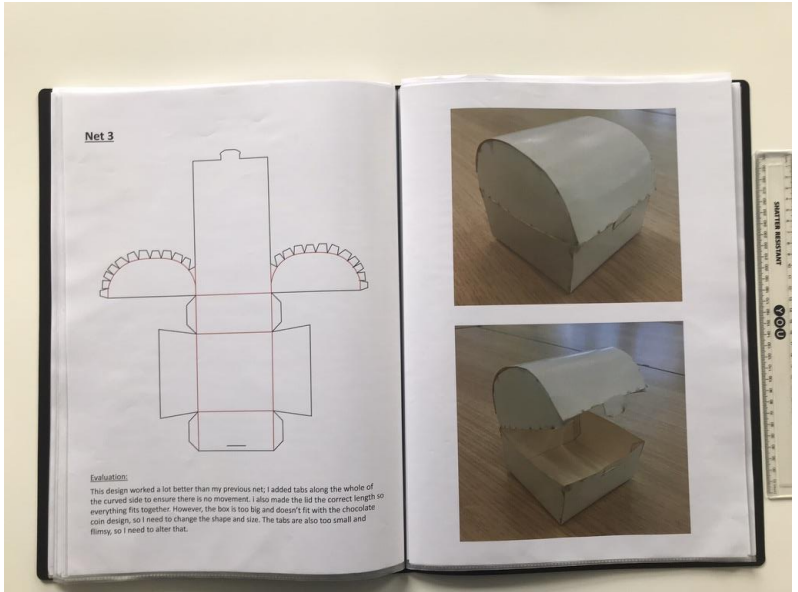 Net 3
Evaluation:
This design worked a lot better than my previous net; I added tabs along the whole of
the curved side to ensure there is no movement. I also made the lid the correct length so
everything fits together. However, the box is too big and doesn't fit with the chocolate
coin design, so I need to change the shape and size. The tabs are also too small and
flimsy, so I need to alter that.
SHATTER RESISTANT
YOU